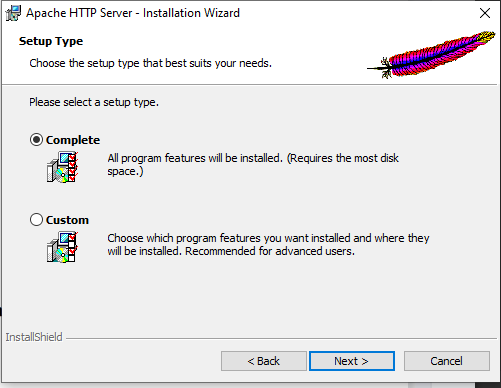 Apache HTTP Server - Installation Wizard
Setup Type
Choose the setup type that best suits your needs.
Please select a setup type.
Complete
All program features will be installed. (Requires the most disk
space.)
Custom
Choose which program features you want installed and where they
will be installed. Recommended for advanced users.
InstallShield
< Back
Next >
Cancel